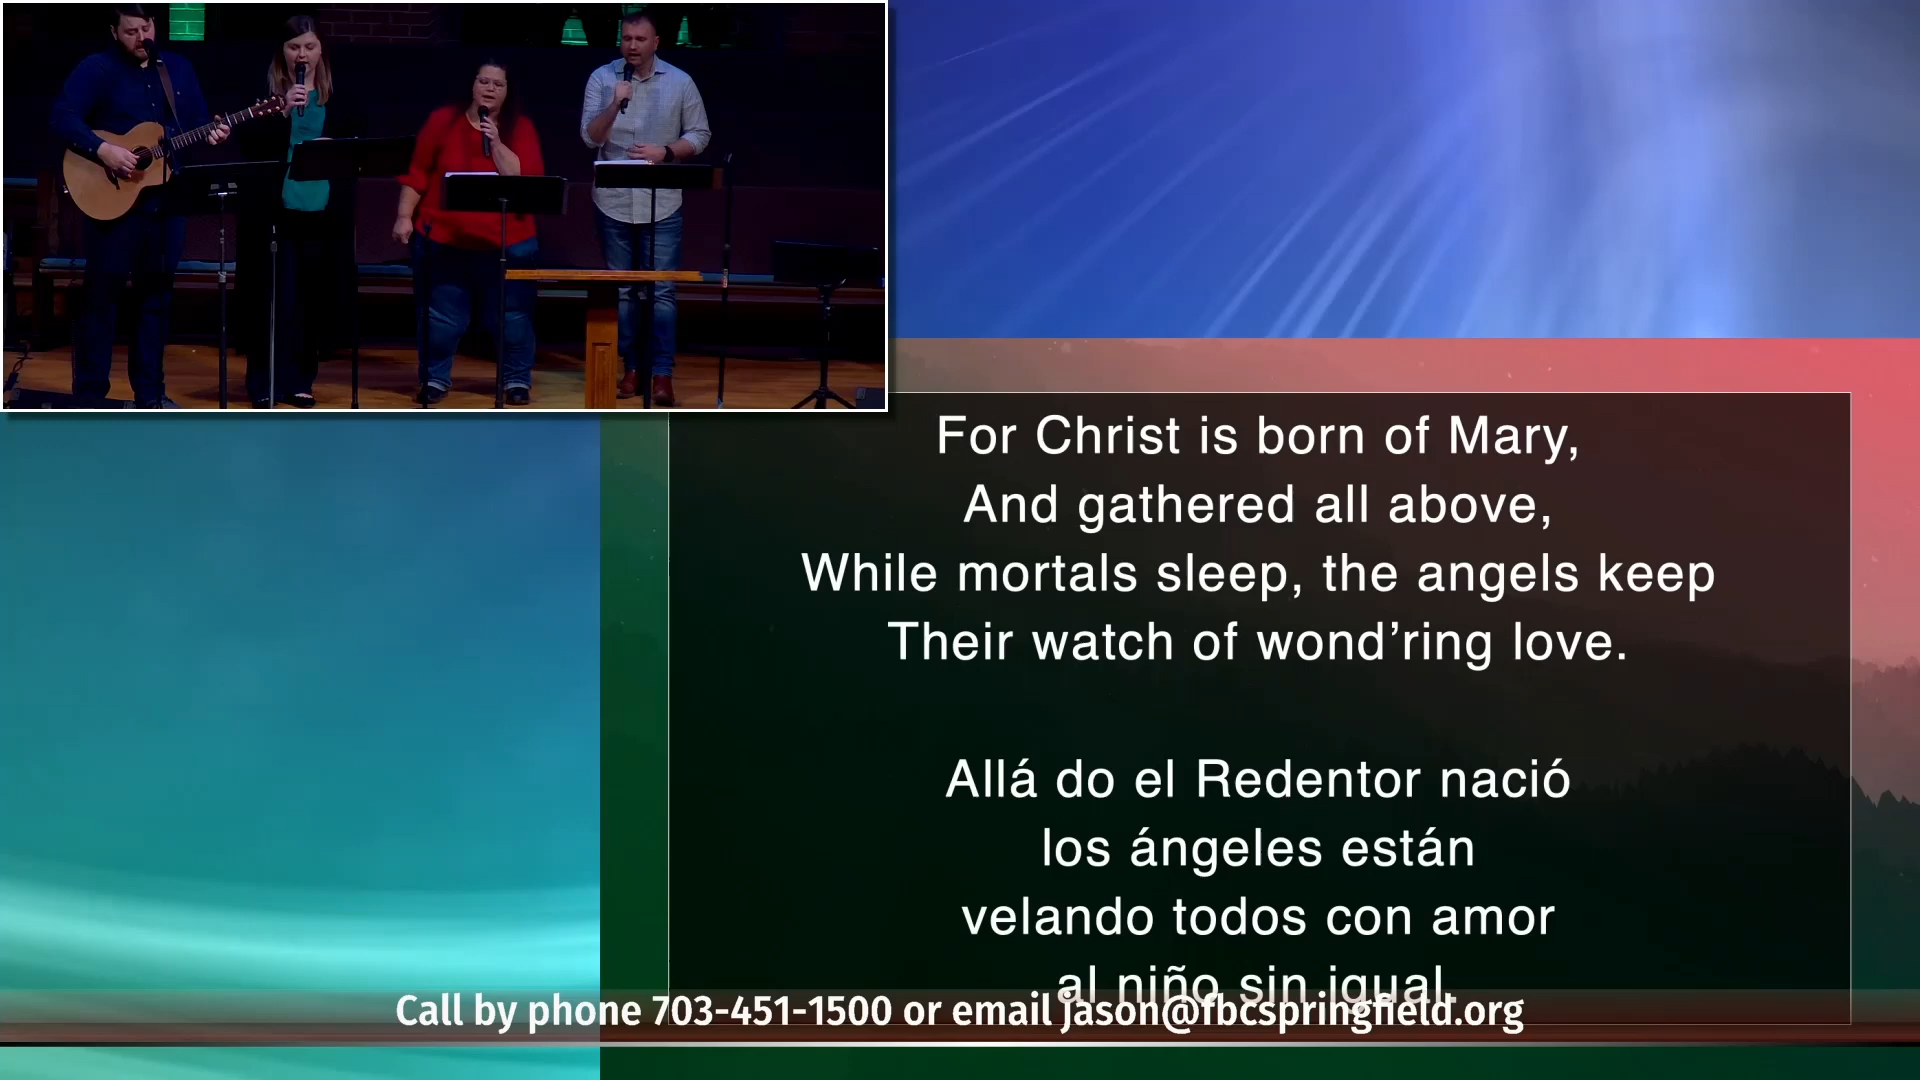 For Christ is born of Mary,
And gathered all above,
While mortals sleep, the angels keep
Their watch of wond’ring love.
Allá do el Redentor nació
los ángeles están
velando todos con amor
al niño sin igual.
Call by phone 703-451-1500 or email jason@fbcspringfield.org